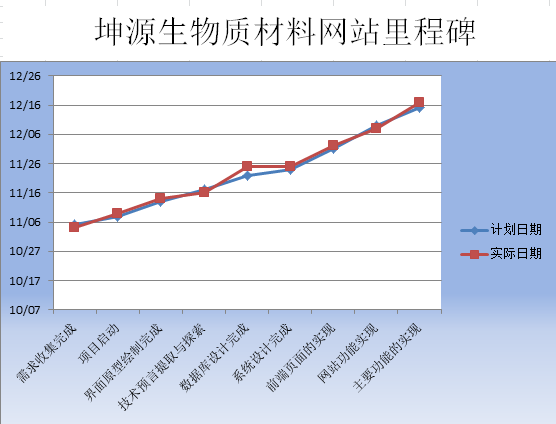 坤源生物质材料网站里程碑
12/26
12/16
12/06
11/26
11/16
11/06
10/27
10/17
10/07
需求收集完成
项目启动
界面原型绘制完成
技术预言提取与探索
数据库设计完成
系统设计完成
前端页面的实现
网站功能实现
主要功能的实现
计划日期
实际日期